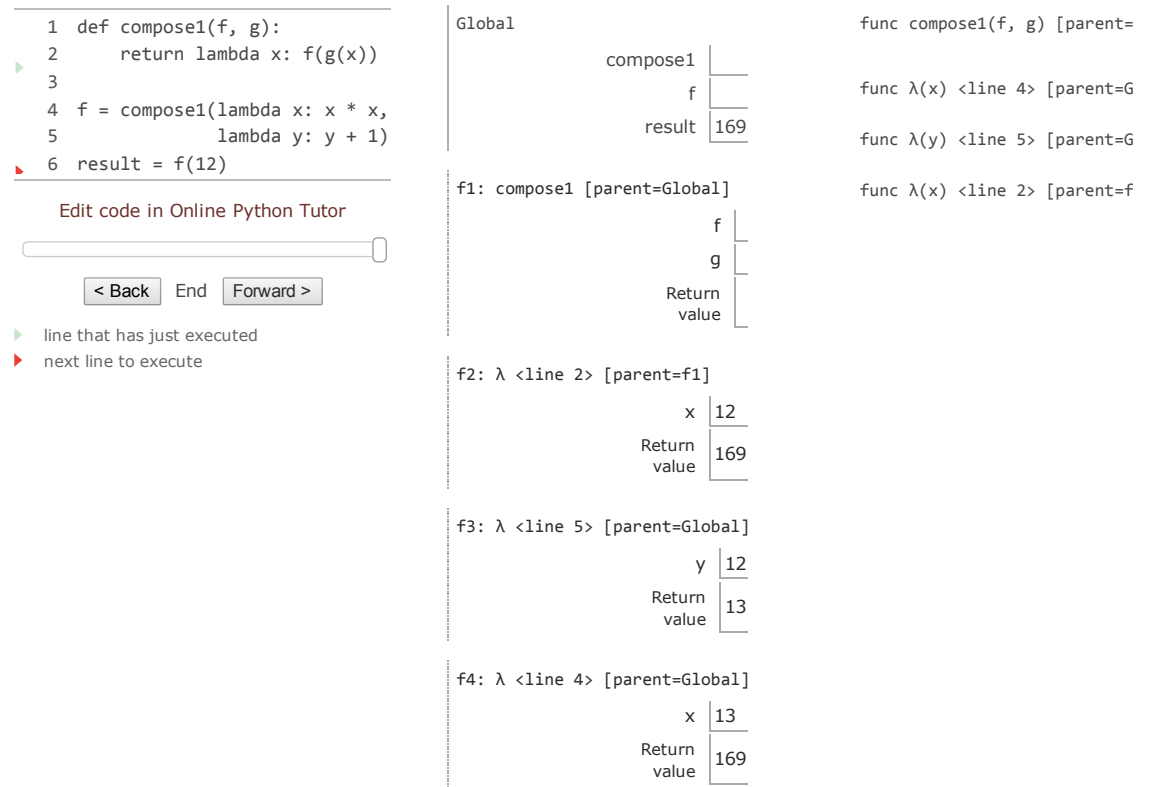 1 def compose1(f, g):
2     return lambda x: f(g(x))
3
4 f = compose1(lambda x: x * x,
5              lambda y: y + 1)
6 result = f(12)
Edit code in Online Python Tutor
< Back End Forward >
line that has just executed
next line to execute
Global
compose1
f
result 169
f1: compose1 [parent=Global]
f
g
Return
value
f2: λ <line 2> [parent=f1]
x 12
Return
value 169
f3: λ <line 5> [parent=Global]
y 12
Return
value 13
f4: λ <line 4> [parent=Global]
x 13
Return
value 169
func compose1(f, g) [parent=
func λ(x) <line 4> [parent=G
func λ(y) <line 5> [parent=G
func λ(x) <line 2> [parent=f